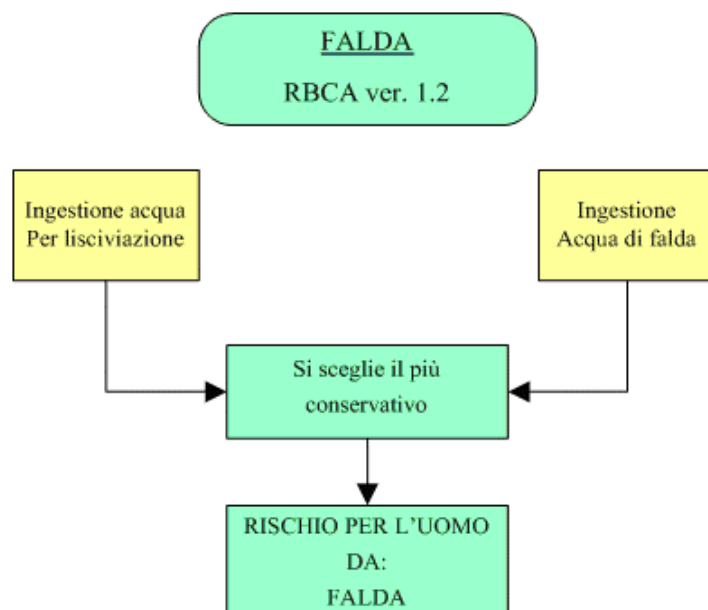 FALDA
RBCA ver. 1.2
Ingestione acqua
Per lisciviazione
Ingestione
Acqua di falda
Si sceglie il più
conservativo
RISCHIO PER L'UOMO
DA:
FALDA